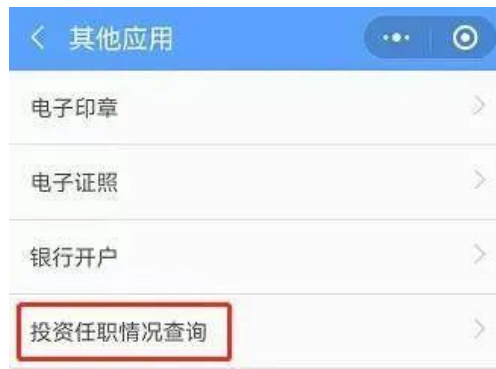 其他应用
电子印章
电子证照
银行开户
投资任职情况查询